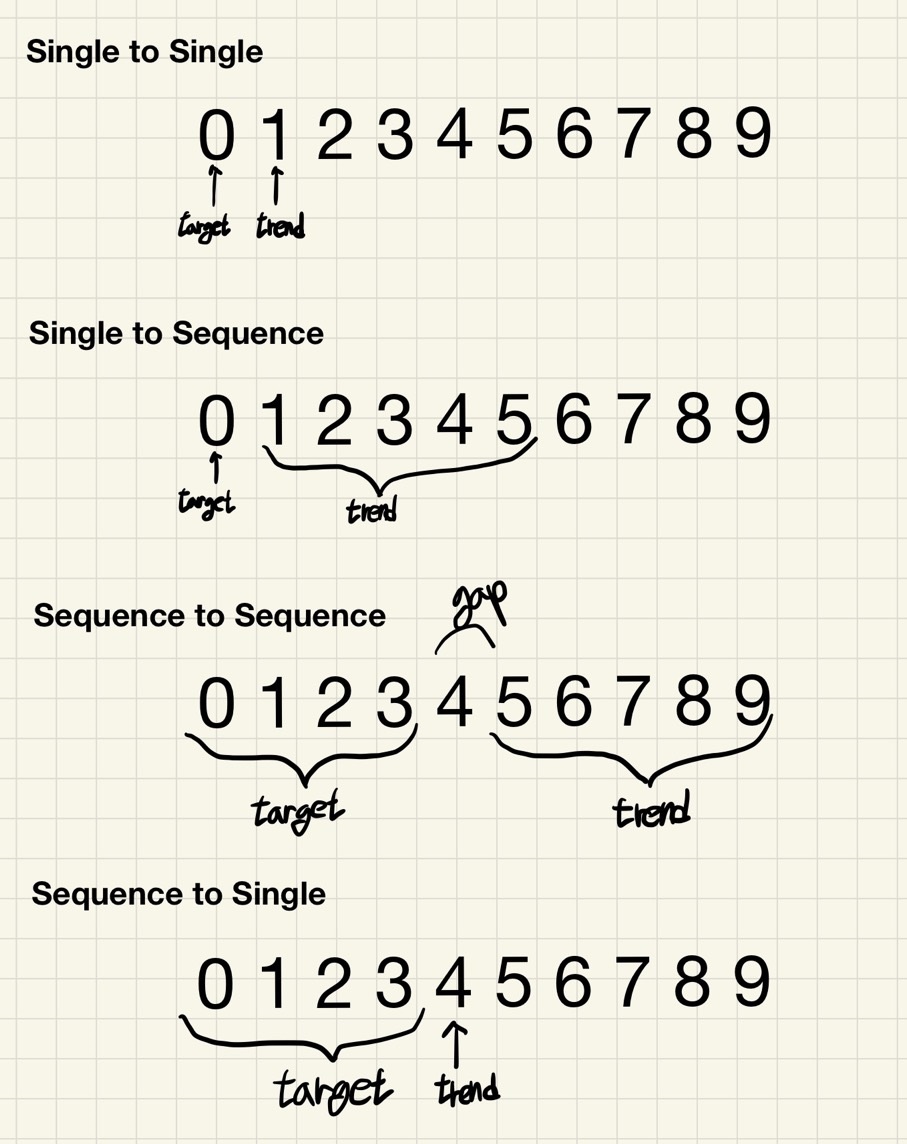 Single to Single
0 1 2 3 4 5 6 7 8 9
target trend
Single to Sequence
0 1 2 3 4 5 6 7 8 9
target trend
gap
Sequence to Sequence
0 1 2 3 4 5 6 7 8 9
target trend
Sequence to Single
0 1 2 3 4 5 6 7 8 9
target trend